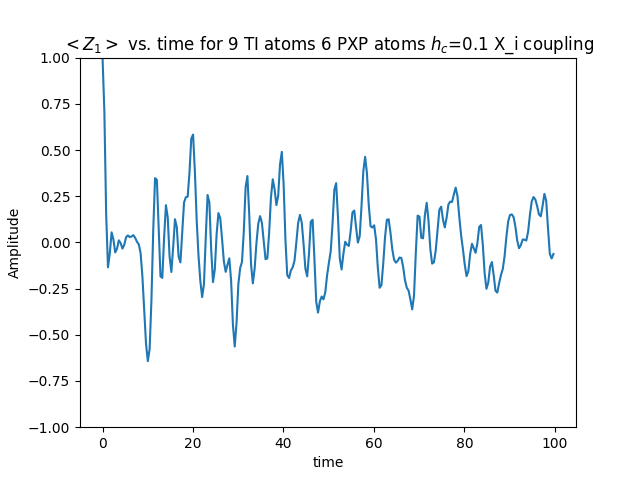 < Z₁ > vs. time for 9 TI atoms 6 PXP atoms h_c=0.1 X_i coupling
1.00
0.75
0.50
0.25
0.00
−0.25
−0.50
−0.75
−1.00
Amplitude
0 20 40 60 80 100
time